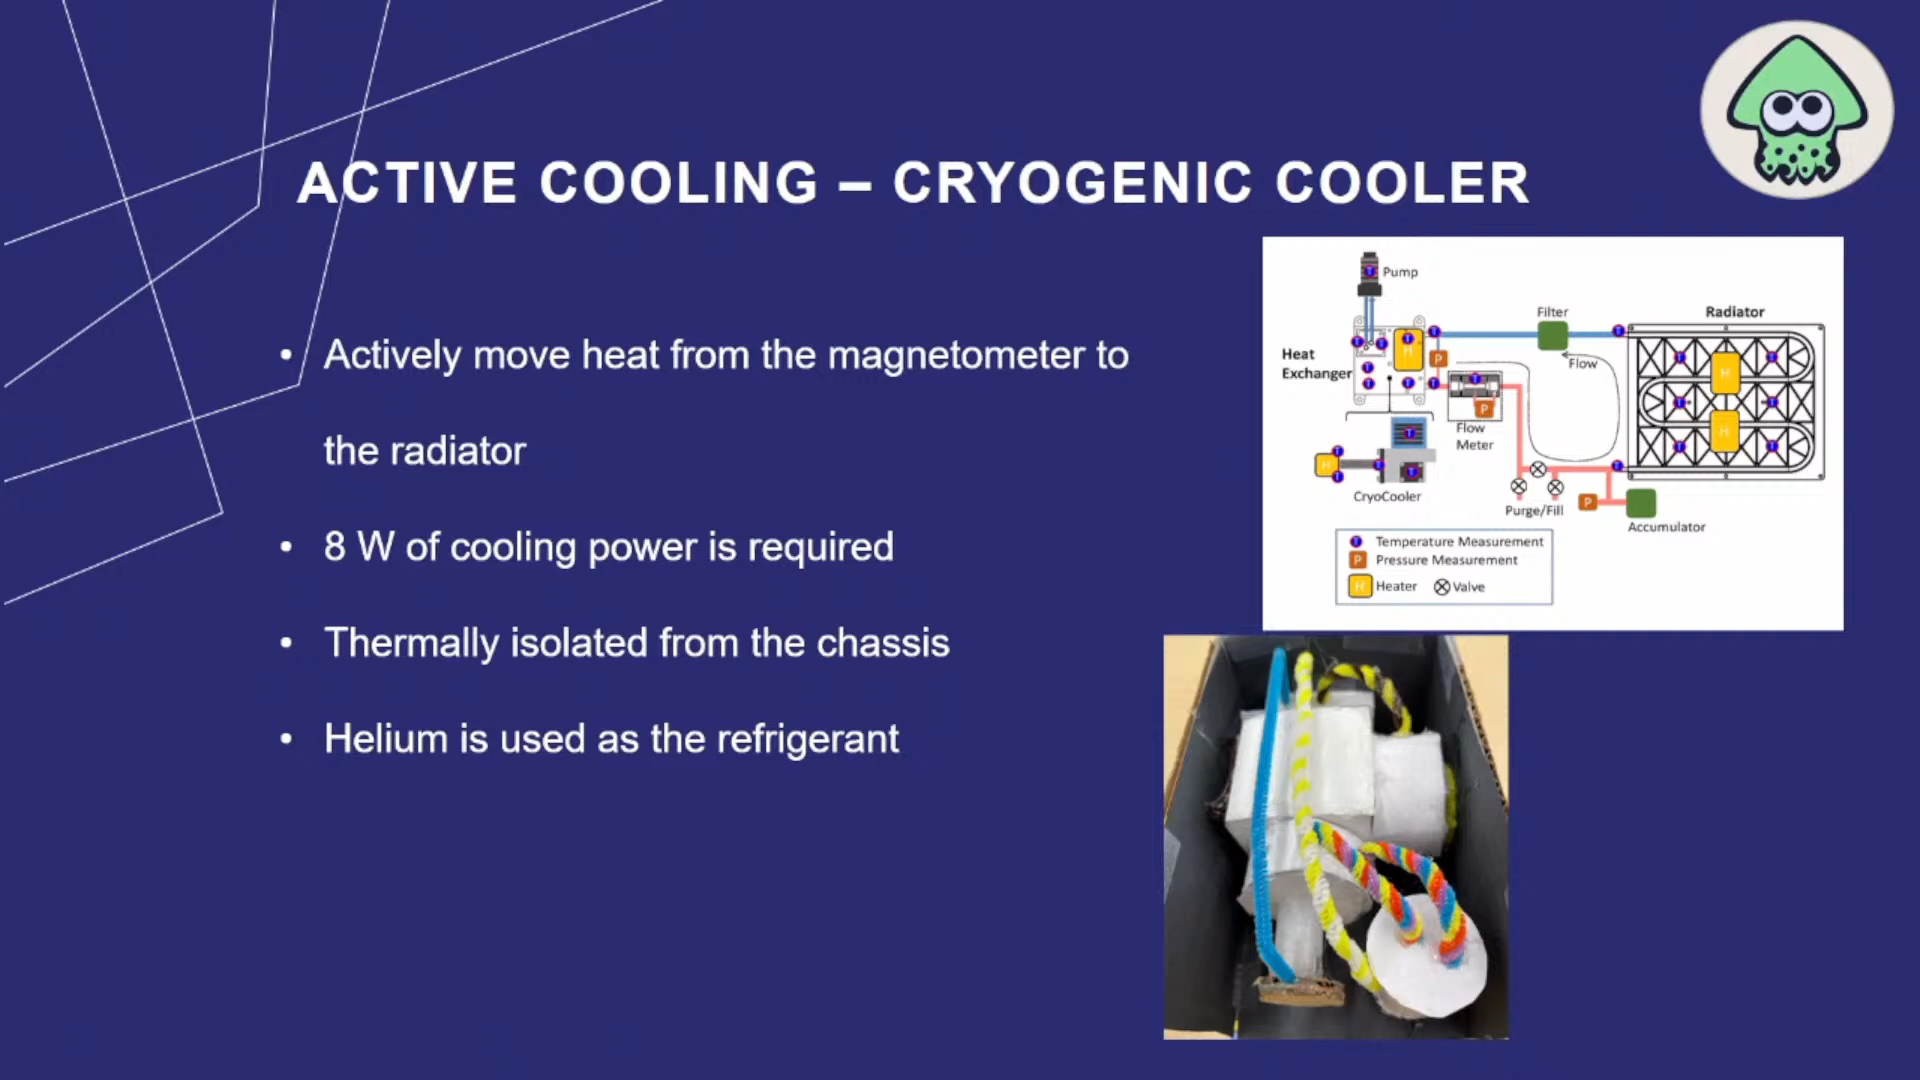 ACTIVE COOLING – CRYOGENIC COOLER
• Actively move heat from the magnetometer to
the radiator
• 8 W of cooling power is required
• Thermally isolated from the chassis
• Helium is used as the refrigerant
Pump
Filter
Radiator
Heat
Exchanger
H
P
T
Flow
H
P
Flow
Meter
H
H
CryoCooler
Purge/Fill
P
Accumulator
T Temperature Measurement
P Pressure Measurement
H Heater
Valve